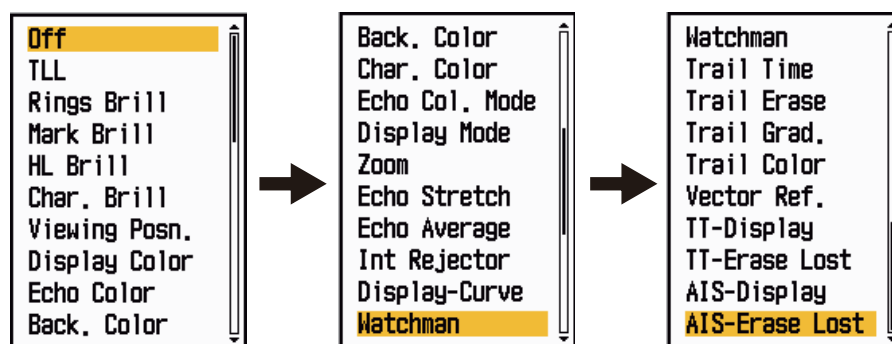 Off
TLL
Rings Brill
Mark Brill
HL Brill
Char. Brill
Viewing Posn.
Display Color
Echo Color
Back. Color
Back. Color
Char. Color
Echo Col. Mode
Display Mode
Zoom
Echo Stretch
Echo Average
Int Rejector
Display-Curve
Watchman
Watchman
Trail Time
Trail Erase
Trail Grad.
Trail Color
Vector Ref.
TT-Display
TT-Erase Lost
AIS-Display
AIS-Erase Lost